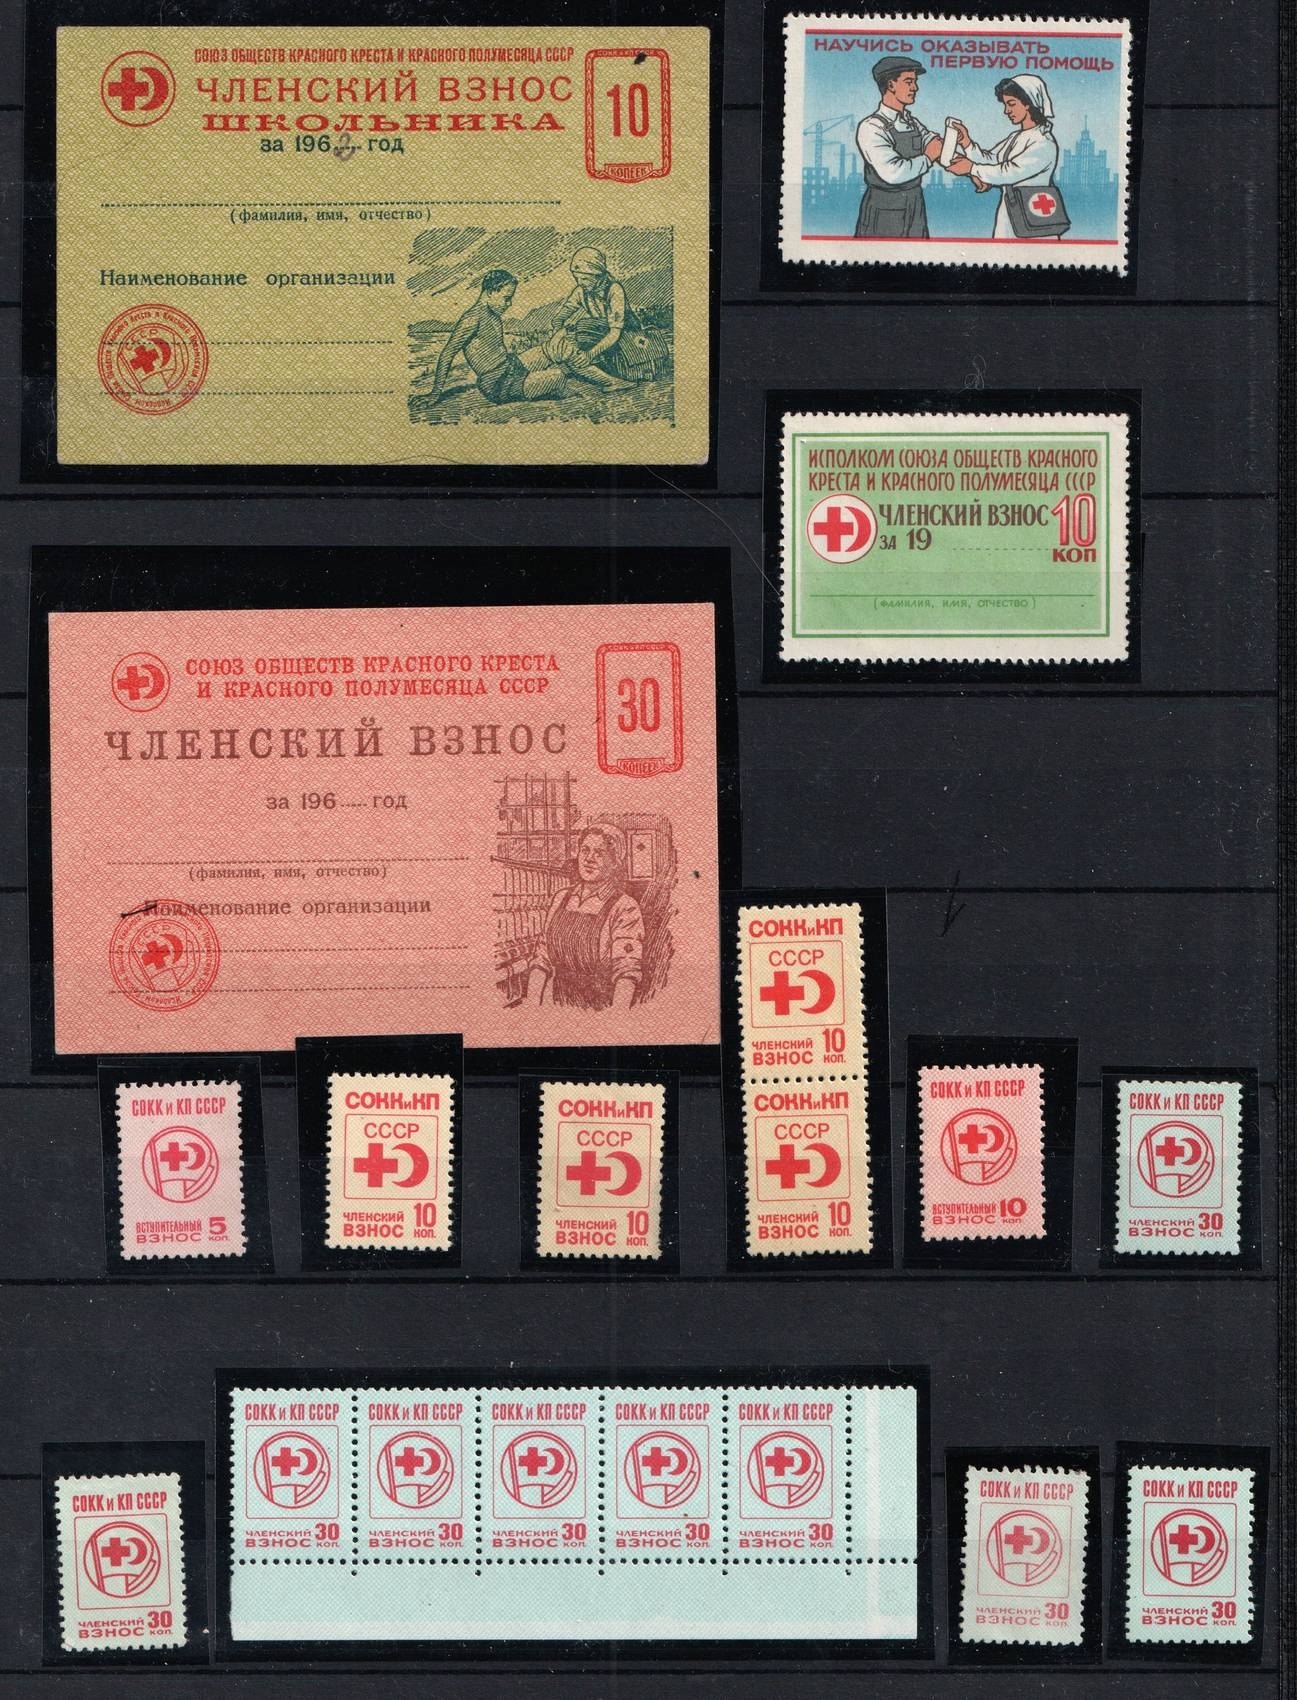 СОЮЗ ОБЩЕСТВ КРАСНОГО КРЕСТА И КРАСНОГО ПОЛУМЕСЯЦА СССР
ЧЛЕНСКИЙ ВЗНОС
ШКОЛЬНИКА
за 1962 год
10
КОПЕЕК
(фамилия, имя, отчество)
Наименование организации
СССР
НАУЧИСЬ ОКАЗЫВАТЬ
ПЕРВУЮ ПОМОЩЬ
ИСПОЛКОМ СОЮЗА ОБЩЕСТВ КРАСНОГО
КРЕСТА И КРАСНОГО ПОЛУМЕСЯЦА СССР
ЧЛЕНСКИЙ ВЗНОС 10
ЗА 19 КОП
(ФАМИЛИЯ, ИМЯ, ОТЧЕСТВО)
СОЮЗ ОБЩЕСТВ КРАСНОГО КРЕСТА
И КРАСНОГО ПОЛУМЕСЯЦА СССР
30
КОПЕЕК
ЧЛЕНСКИЙ ВЗНОС
за 196..... год
(фамилия, имя, отчество)
Наименование организации
СССР
СОКК и КП
СССР
ЧЛЕНСКИЙ 10
ВЗНОС КОП.
СОКК и КП
СССР
ЧЛЕНСКИЙ 10
ВЗНОС КОП.
СОКК и КП СССР
ВСТУПИТЕЛЬНЫЙ 5
ВЗНОС КОП.
СОКК и КП
СССР
ЧЛЕНСКИЙ 10
ВЗНОС КОП.
СОКК и КП
СССР
ЧЛЕНСКИЙ 10
ВЗНОС КОП.
СОКК и КП СССР
ВСТУПИТЕЛЬНЫЙ 10
ВЗНОС КОП.
СОКК и КП СССР
ЧЛЕНСКИЙ 30
ВЗНОС КОП.
СОКК и КП СССР
ЧЛЕНСКИЙ 30
ВЗНОС КОП.
СОКК и КП СССР СОКК и КП СССР СОКК и КП СССР СОКК и КП СССР СОКК и КП СССР
ЧЛЕНСКИЙ 30 ЧЛЕНСКИЙ 30 ЧЛЕНСКИЙ 30 ЧЛЕНСКИЙ 30 ЧЛЕНСКИЙ 30
ВЗНОС КОП. ВЗНОС КОП. ВЗНОС КОП. ВЗНОС КОП. ВЗНОС КОП.
СОКК и КП СССР
ЧЛЕНСКИЙ 30
ВЗНОС КОП.
СОКК и КП СССР
ЧЛЕНСКИЙ 30
ВЗНОС КОП.